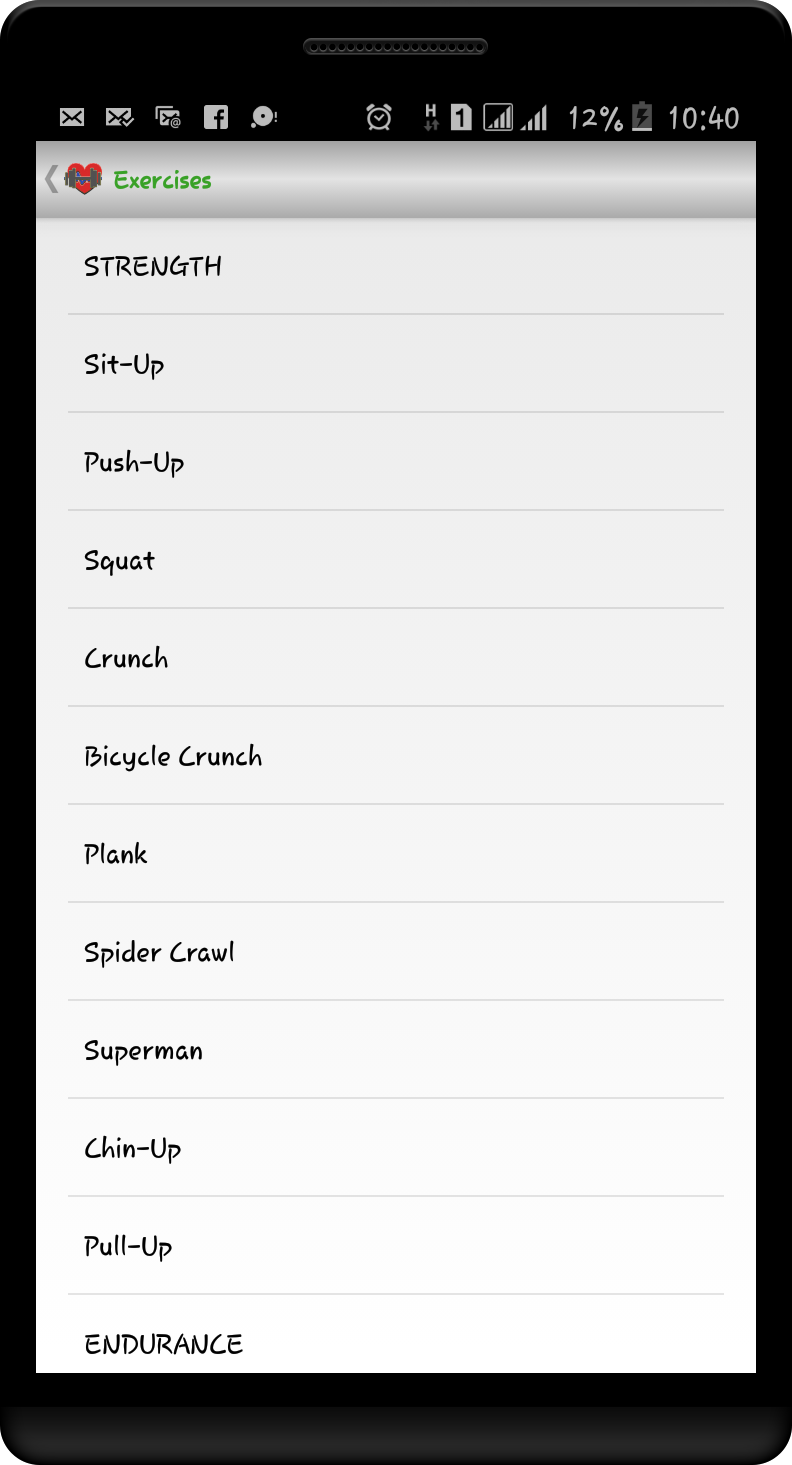 H 1 12% 10:40
Exercises
STRENGTH
Sit-Up
Push-Up
Squat
Crunch
Bicycle Crunch
Plank
Spider Crawl
Superman
Chin-Up
Pull-Up
ENDURANCE